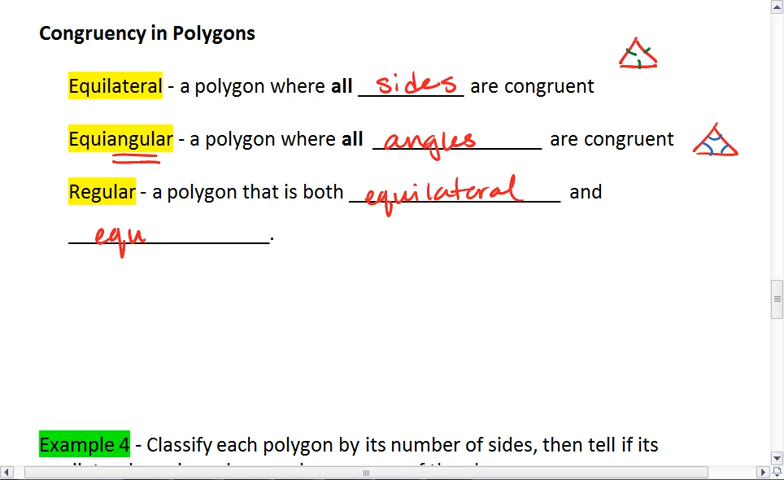 Congruency in Polygons
Equilateral - a polygon where all sides are congruent
Equiangular - a polygon where all angles are congruent
Regular - a polygon that is both equilateral and
equ.
Example 4 - Classify each polygon by its number of sides, then tell if its